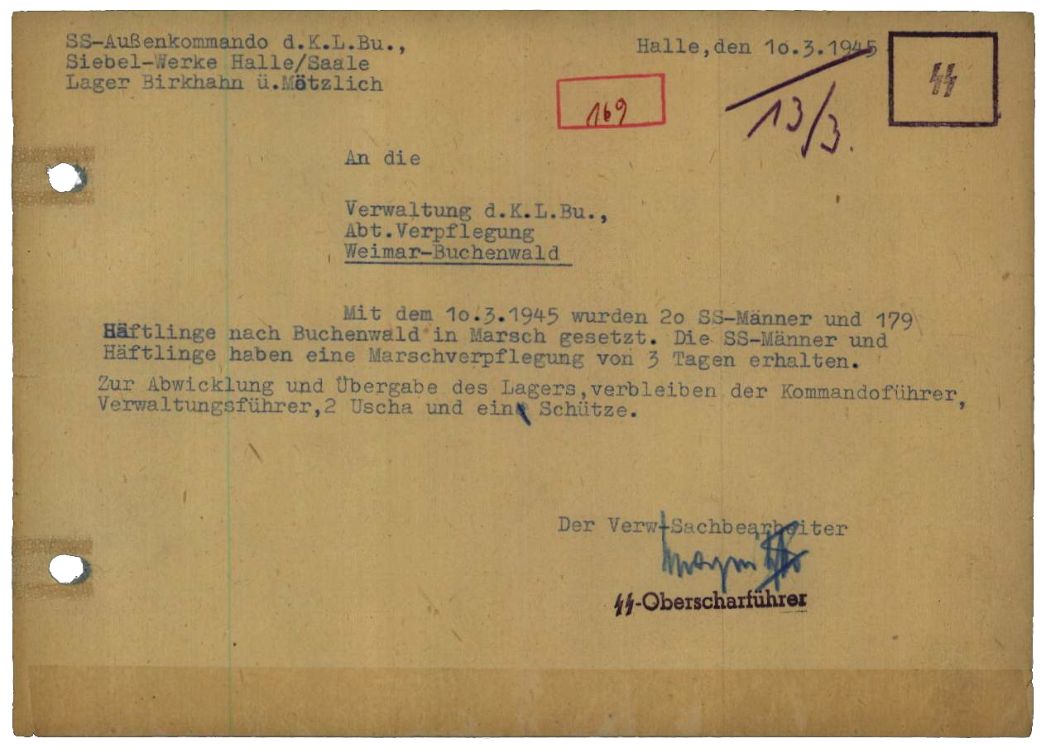 SS-Außenkommando d.K.L.Bu.,
Siebel-Werke Halle/Saale
Lager Birkhahn ü.Mötzlich
Halle,den 1o.3.1945
ᛋᛋ
169
13/3.
An die
Verwaltung d.K.L.Bu.,
Abt.Verpflegung
Weimar-Buchenwald
Mit dem 1o.3.1945 wurden 2o SS-Männer und 179
Häftlinge nach Buchenwald in Marsch gesetzt. Die SS-Männer und
Häftlinge haben eine Marschverpflegung von 3 Tagen erhalten.
Zur Abwicklung und Übergabe des Lagers,verbleiben der Kommandoführer,
Verwaltungsführer,2 Uscha und ein Schütze.
Der Verw-Sachbearbeiter
ᛋᛋ-Oberscharführer